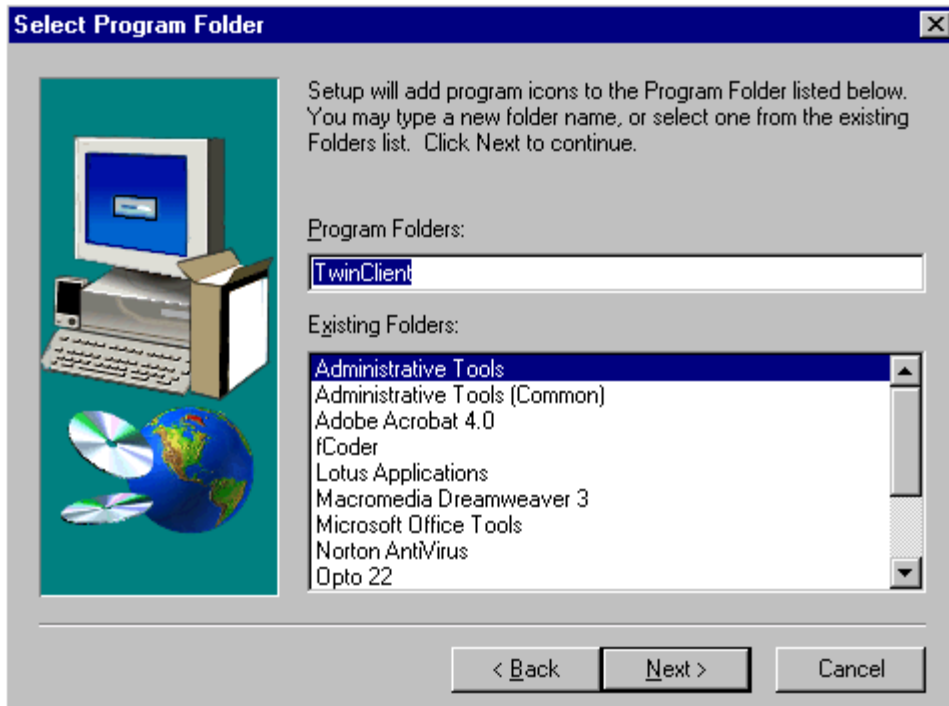 Select Program Folder
Setup will add program icons to the Program Folder listed below.
You may type a new folder name, or select one from the existing
Folders list.  Click Next to continue.
Program Folders:
TwinClient
Existing Folders:
Administrative Tools
Administrative Tools (Common)
Adobe Acrobat 4.0
fCoder
Lotus Applications
Macromedia Dreamweaver 3
Microsoft Office Tools
Norton AntiVirus
Opto 22
< Back
Next >
Cancel